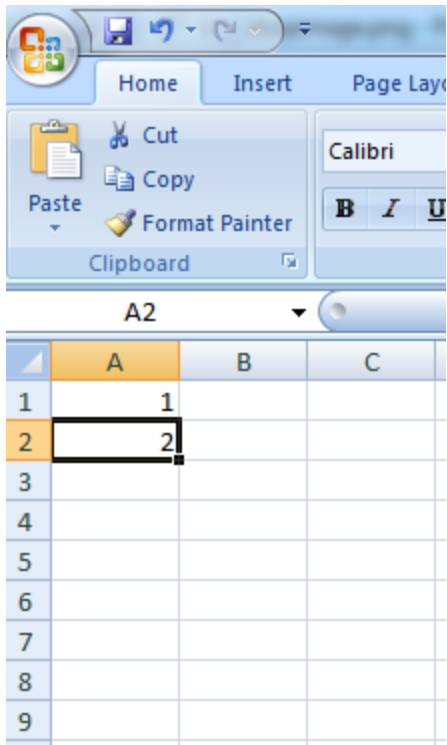 Home Insert Page Lay
Cut
Calibri
Copy
Paste
B I U
Format Painter
Clipboard
A2
A B C
1 1
2 2
3
4
5
6
7
8
9